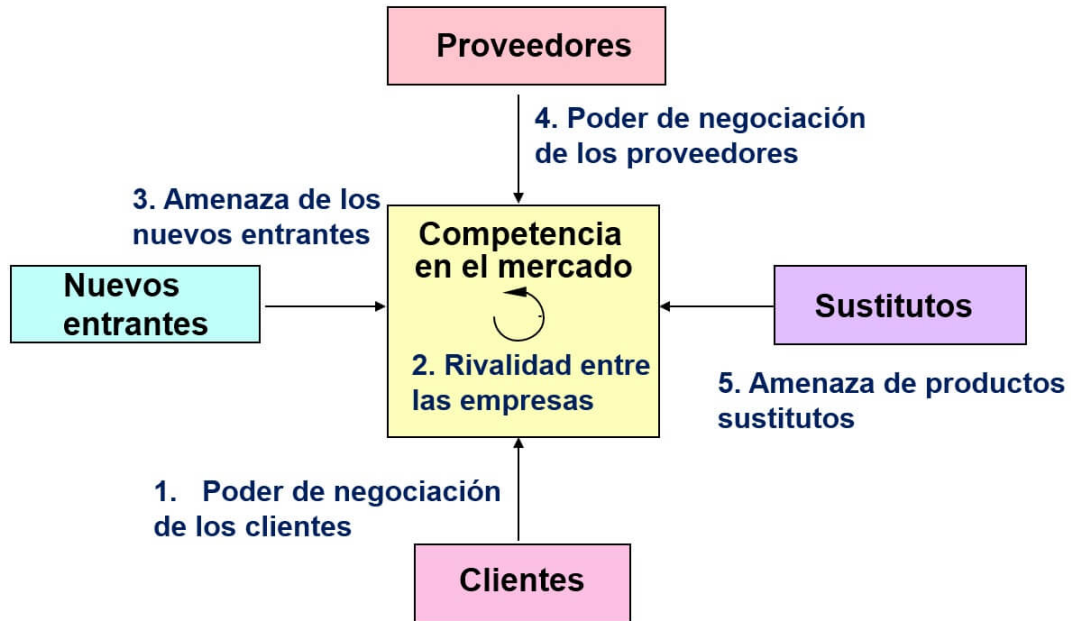 Proveedores
4. Poder de negociación
de los proveedores
3. Amenaza de los
nuevos entrantes
Competencia
en el mercado
Nuevos
entrantes
Sustitutos
2. Rivalidad entre
las empresas
5. Amenaza de productos
sustitutos
1. Poder de negociación
de los clientes
Clientes